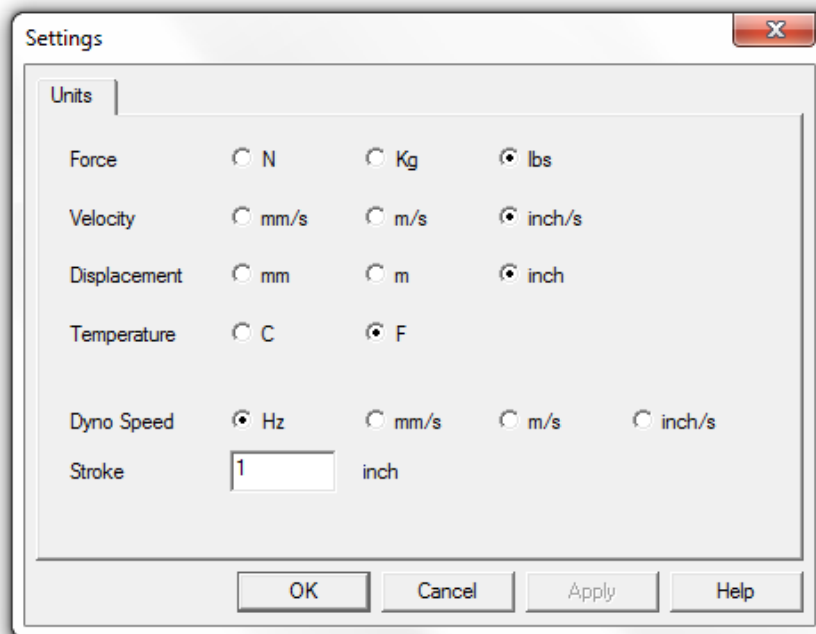 Settings
Units
Force N Kg lbs
Velocity mm/s m/s inch/s
Displacement mm m inch
Temperature C F
Dyno Speed Hz mm/s m/s inch/s
Stroke 1 inch
OK Cancel Apply Help